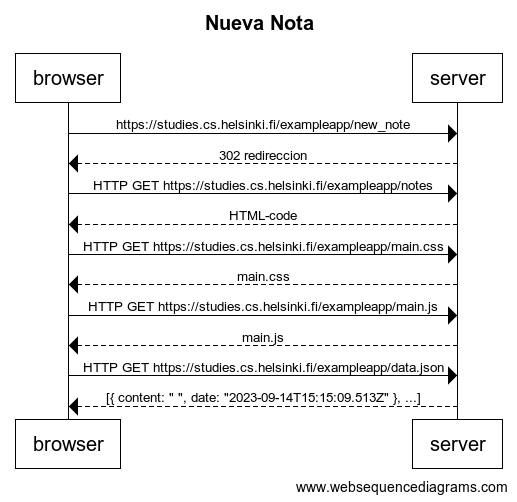 Nueva Nota
browser server
https://studies.cs.helsinki.fi/exampleapp/new_note
302 redireccion
HTTP GET https://studies.cs.helsinki.fi/exampleapp/notes
HTML-code
HTTP GET https://studies.cs.helsinki.fi/exampleapp/main.css
main.css
HTTP GET https://studies.cs.helsinki.fi/exampleapp/main.js
main.js
HTTP GET https://studies.cs.helsinki.fi/exampleapp/data.json
[{ content: " ", date: "2023-09-14T15:15:09.513Z" }, ...]
browser server
www.websequencediagrams.com